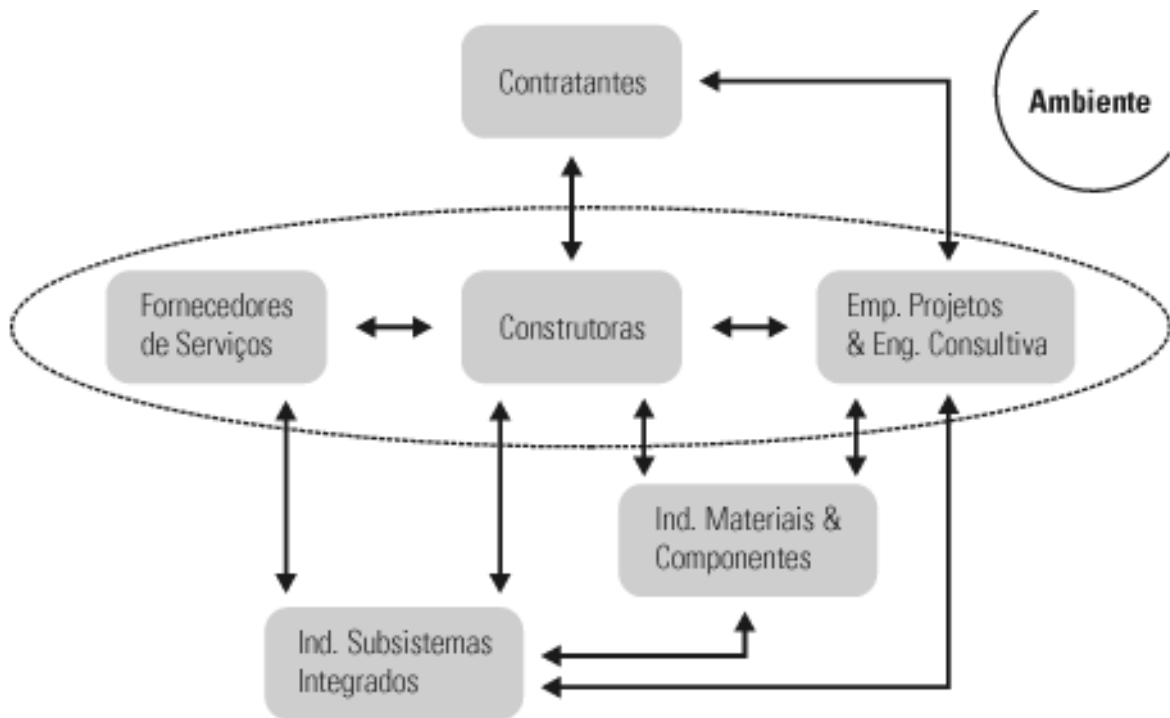 Contratantes
Ambiente
Fornecedores
de Serviços
Construtoras
Emp. Projetos
& Eng. Consultiva
Ind. Materiais &
Componentes
Ind. Subsistemas
Integrados